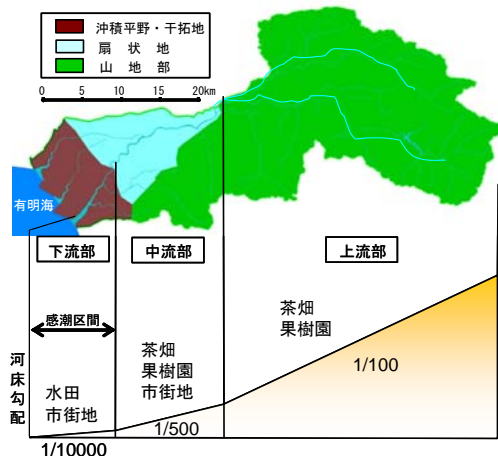 沖積平野・干拓地
扇 状 地
山 地 部
0 5 10 20km
有明海
下流部 中流部 上流部
感潮区間
河床勾配
水田
市街地
茶畑
果樹園
市街地
茶畑
果樹園
1/10000
1/500
1/100